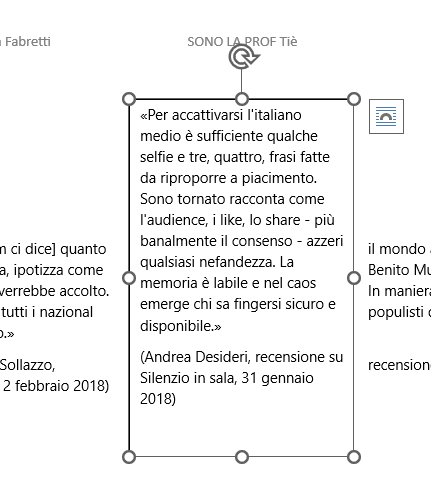 Fabretti
SONO LA PROF Tiè
«Per accattivarsi l'italiano
medio è sufficiente qualche
selfie e tre, quattro, frasi fatte
da riproporre a piacimento.
Sono tornato racconta come
l'audience, i like, lo share - più
banalmente il consenso - azzeri
qualsiasi nefandezza. La
memoria è labile e nel caos
emerge chi sa fingersi sicuro e
disponibile.»
(Andrea Desideri, recensione su
Silenzio in sala, 31 gennaio
2018)
ci dice] quanto
a, ipotizza come
verrebbe accolto.
tutti i nazional
o.»
Sollazzo,
2 febbraio 2018)
il mondo
Benito Mu
In maniera
populisti
recensione